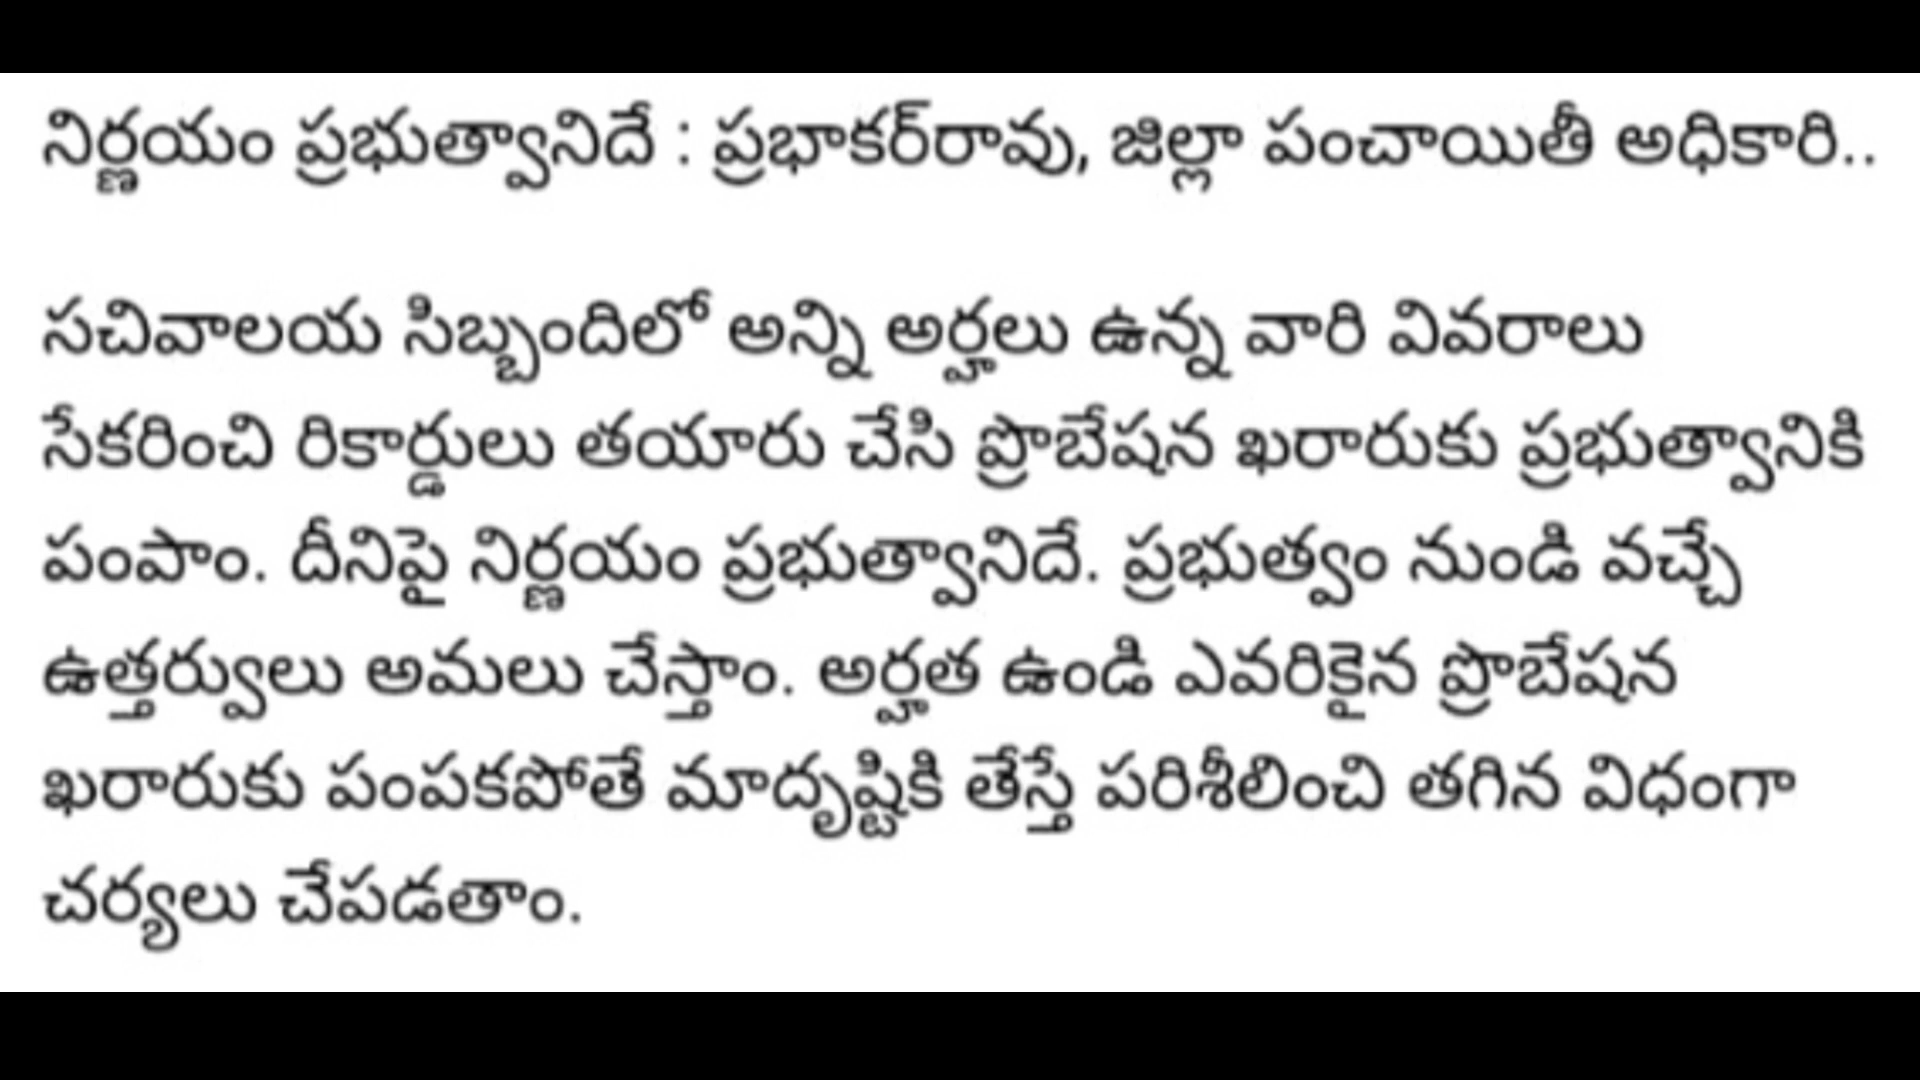 నిర్ణయం ప్రభుత్వానిదే : ప్రభాకర్‌రావు, జిల్లా పంచాయితీ అధికారి..
సచివాలయ సిబ్బందిలో అన్ని అర్హలు ఉన్న వారి వివరాలు
సేకరించి రికార్డులు తయారు చేసి ప్రొబేషన ఖరారుకు ప్రభుత్వానికి
పంపాం. దీనిపై నిర్ణయం ప్రభుత్వానిదే. ప్రభుత్వం నుండి వచ్చే
ఉత్తర్వులు అమలు చేస్తాం. అర్హత ఉండి ఎవరికైన ప్రొబేషన
ఖరారుకు పంపకపోతే మాదృష్టికి తేస్తే పరిశీలించి తగిన విధంగా
చర్యలు చేపడతాం.